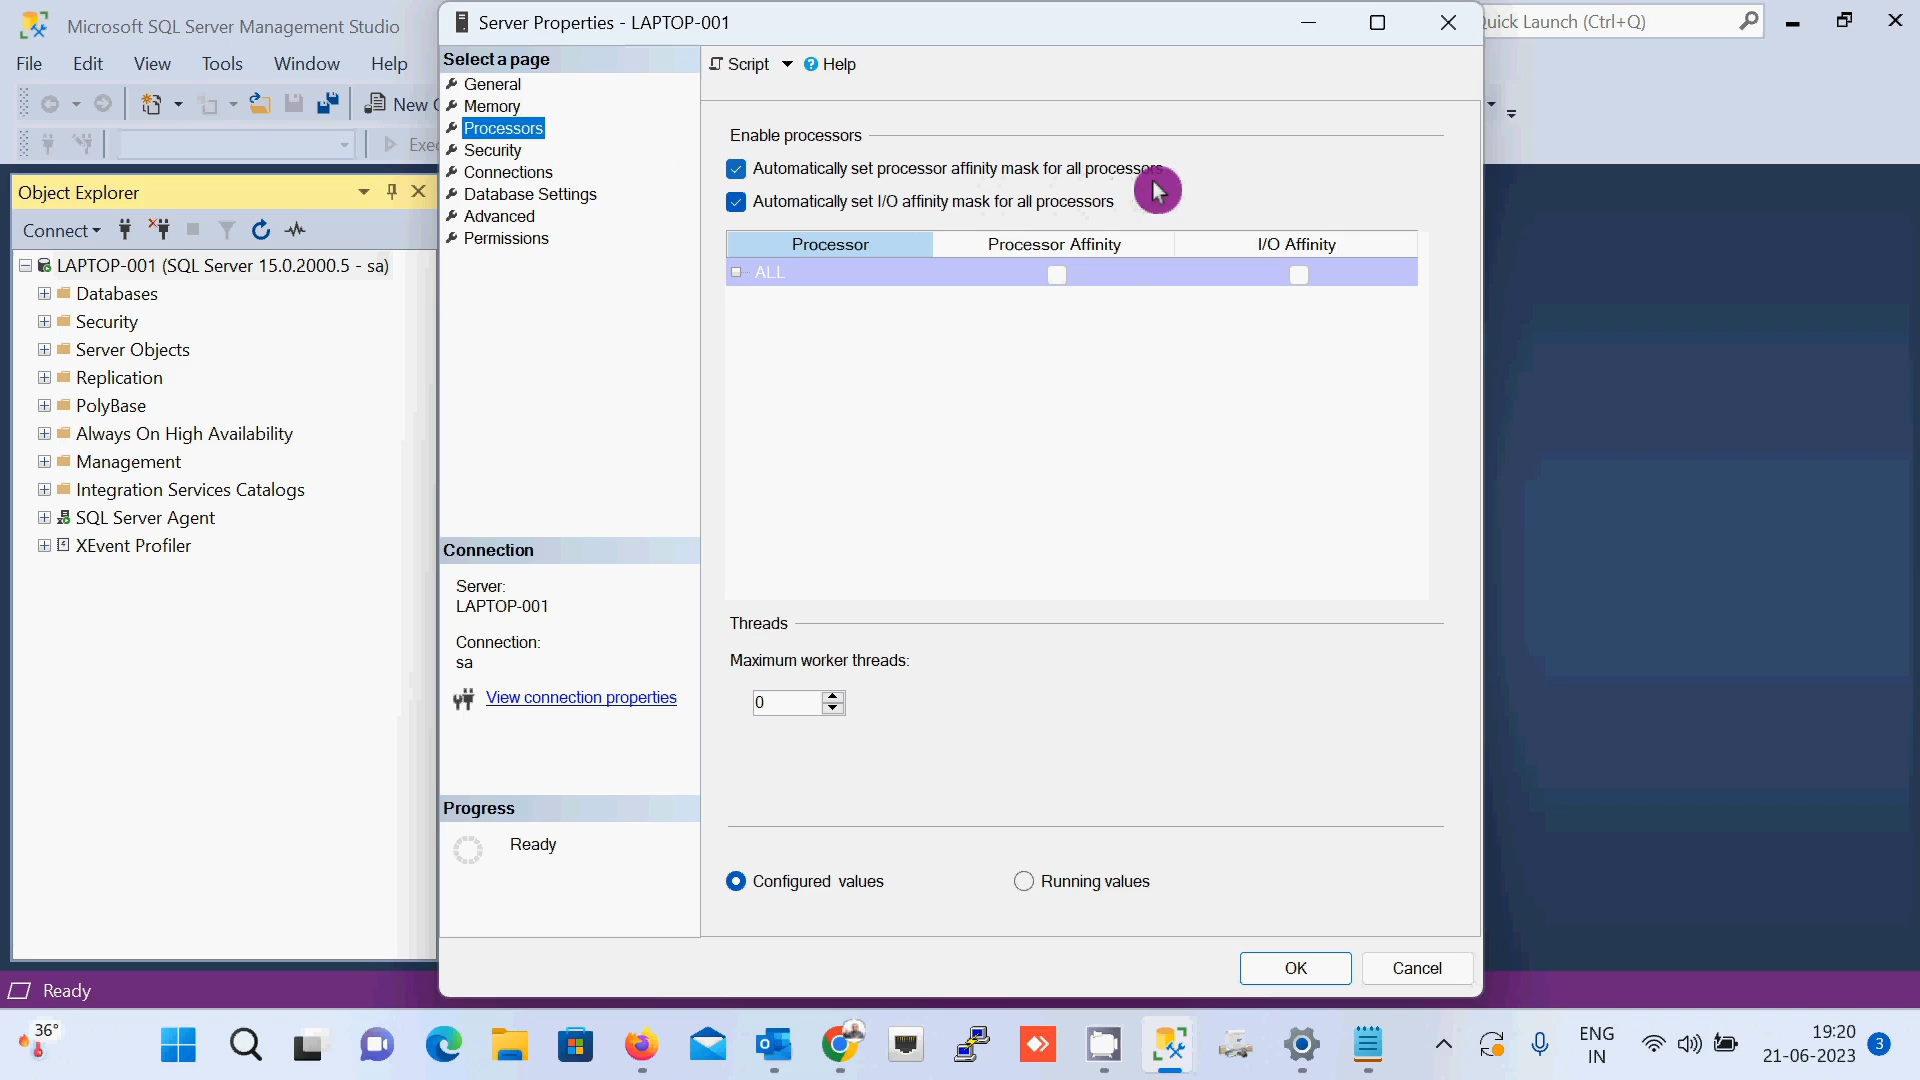 Microsoft SQL Server Management Studio
Quick Launch (Ctrl+Q)
File Edit View Tools Window Help
New
Object Explorer
Connect
LAPTOP-001 (SQL Server 15.0.2000.5 - sa)
Databases
Security
Server Objects
Replication
PolyBase
Always On High Availability
Management
Integration Services Catalogs
SQL Server Agent
XEvent Profiler
Server Properties - LAPTOP-001
Select a page
General
Memory
Processors
Security
Connections
Database Settings
Advanced
Permissions
Connection
Server:
LAPTOP-001
Connection:
sa
View connection properties
Progress
Ready
Script Help
Enable processors
Automatically set processor affinity mask for all processors
Automatically set I/O affinity mask for all processors
Processor Processor Affinity I/O Affinity
ALL
Threads
Maximum worker threads:
0
Configured values Running values
OK Cancel
Ready
36°
ENG
IN
19:20
21-06-2023
3